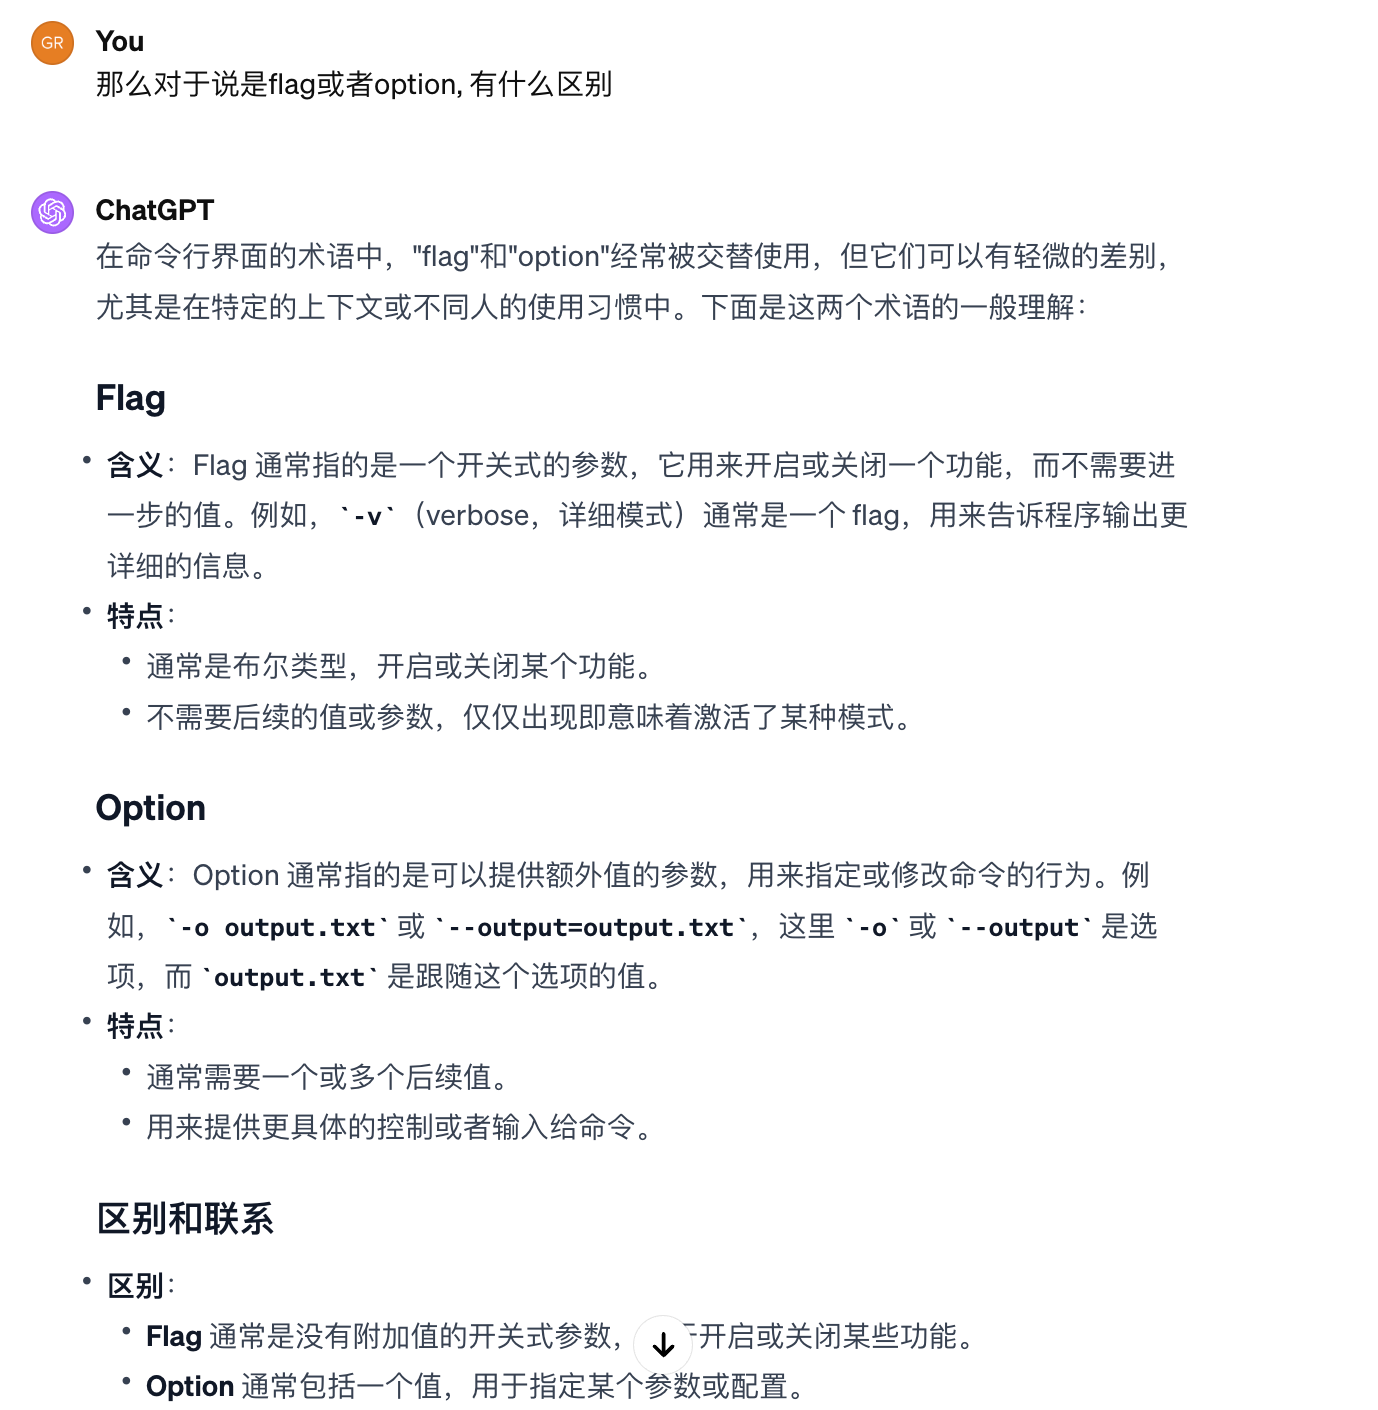 GR
You
那么对于说是flag或者option, 有什么区别
ChatGPT
在命令行界面的术语中，"flag"和"option"经常被交替使用，但它们可以有轻微的差别，
尤其是在特定的上下文或不同人的使用习惯中。下面是这两个术语的一般理解：
Flag
• 含义：Flag 通常指的是一个开关式的参数，它用来开启或关闭一个功能，而不需要进
一步的值。例如，`-v`（verbose，详细模式）通常是一个 flag，用来告诉程序输出更
详细的信息。
• 特点：
• 通常是布尔类型，开启或关闭某个功能。
• 不需要后续的值或参数，仅仅出现即意味着激活了某种模式。
Option
• 含义：Option 通常指的是可以提供额外值的参数，用来指定或修改命令的行为。例
如，`-o output.txt` 或 `--output=output.txt`，这里 `-o` 或 `--output` 是选
项，而 `output.txt` 是跟随这个选项的值。
• 特点：
• 通常需要一个或多个后续值。
• 用来提供更具体的控制或者输入给命令。
区别和联系
• 区别：
• Flag 通常是没有附加值的开关式参数，开启或关闭某些功能。
• Option 通常包括一个值，用于指定某个参数或配置。